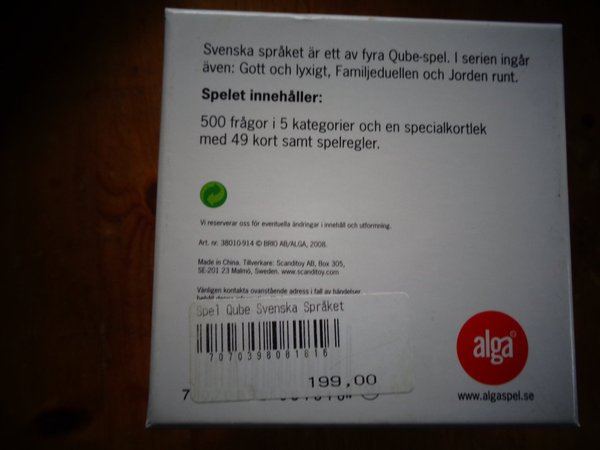 Svenska språket är ett av fyra Qube-spel. I serien ingår
även: Gott och lyxigt, Familjeduellen och Jorden runt.
Spelet innehåller:
500 frågor i 5 kategorier och en specialkortlek
med 49 kort samt spelregler.
Vi reserverar oss för eventuella ändringar i innehåll och utformning.
Art. nr. 38010-914 © BRIO AB/ALGA, 2008.
Made in China. Tillverkare: Scanditoy AB, Box 305,
SE-201 23 Malmö, Sweden. www.scanditoy.com
Vänligen kontakta ovanstående adress i fall av händelser.
Spel Qube Svenska Språket
7070398081816
199,00
7
alga
www.algaspel.se